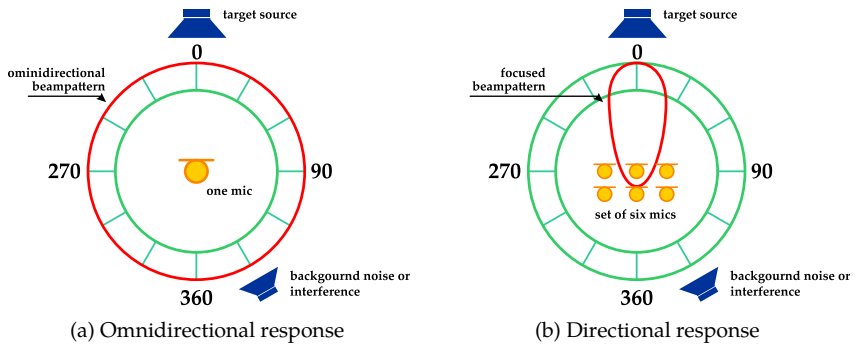 target source
0
ominidirectional
beampattern
270
90
one mic
backgournd noise or
interference
360
(a) Omnidirectional response
target source
0
focused
beampattern
270
90
set of six mics
backgournd noise or
interference
360
(b) Directional response